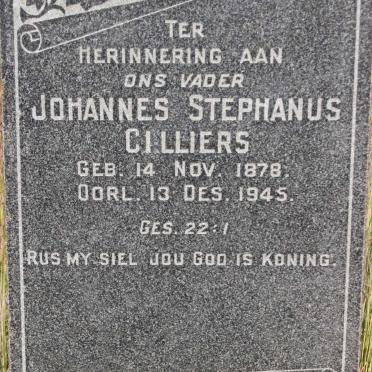 TER
HERINNERING AAN
ONS VADER
JOHANNES STEPHANUS
CILLIERS
GEB. 14 NOV. 1878.
OORL. 13 DES. 1945.
GES. 22:1
RUS MY SIEL JOU GOD IS KONING.